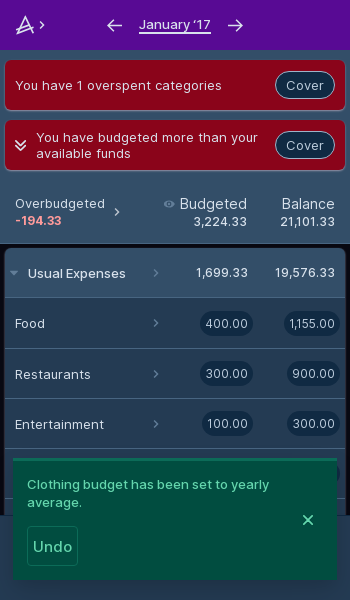 January ‘17
You have 1 overspent categories
Cover
You have budgeted more than your
available funds
Cover
Overbudgeted
-194.33
Budgeted
3,224.33
Balance
21,101.33
Usual Expenses 1,699.33 19,576.33
Food 400.00 1,155.00
Restaurants 300.00 900.00
Entertainment 100.00 300.00
Clothing budget has been set to yearly
average.
Undo